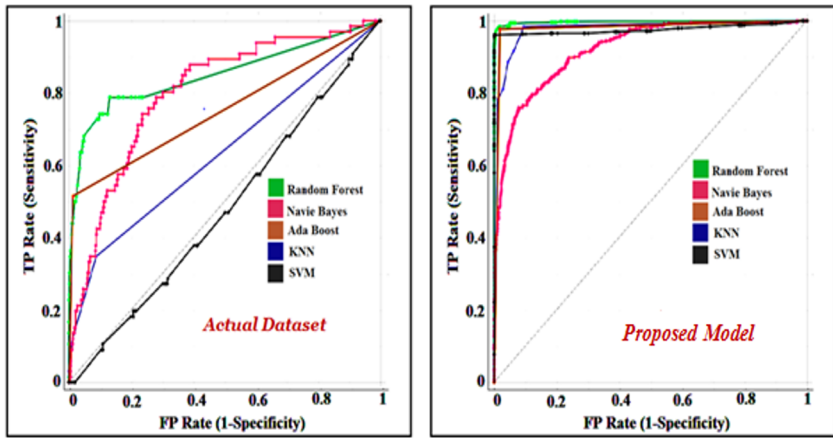 1
0.8
0.6
0.4
0.2
0
TP Rate (Sensitivity)
Random Forest
Navie Bayes
Ada Boost
KNN
SVM
Actual Dataset
0 0.2 0.4 0.6 0.8 1
FP Rate (1-Specificity)
1
0.8
0.6
0.4
0.2
0
TP Rate (Sensitivity)
Random Forest
Navie Bayes
Ada Boost
KNN
SVM
Proposed Model
0 0.2 0.4 0.6 0.8 1
FP Rate (1-Specificity)